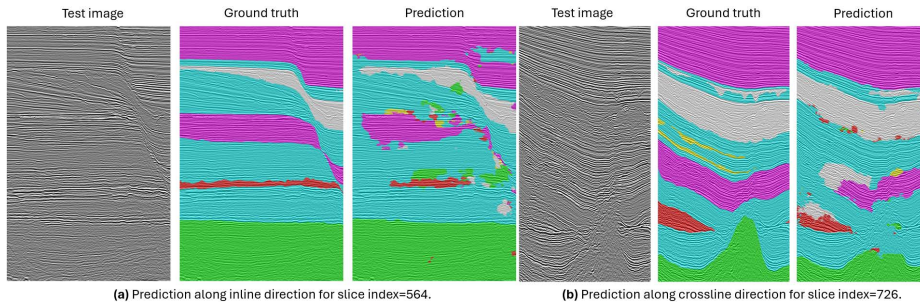 Test image Ground truth Prediction Test image Ground truth Prediction
(a) Prediction along inline direction for slice index=564. (b) Prediction along crossline direction for slice index=726.